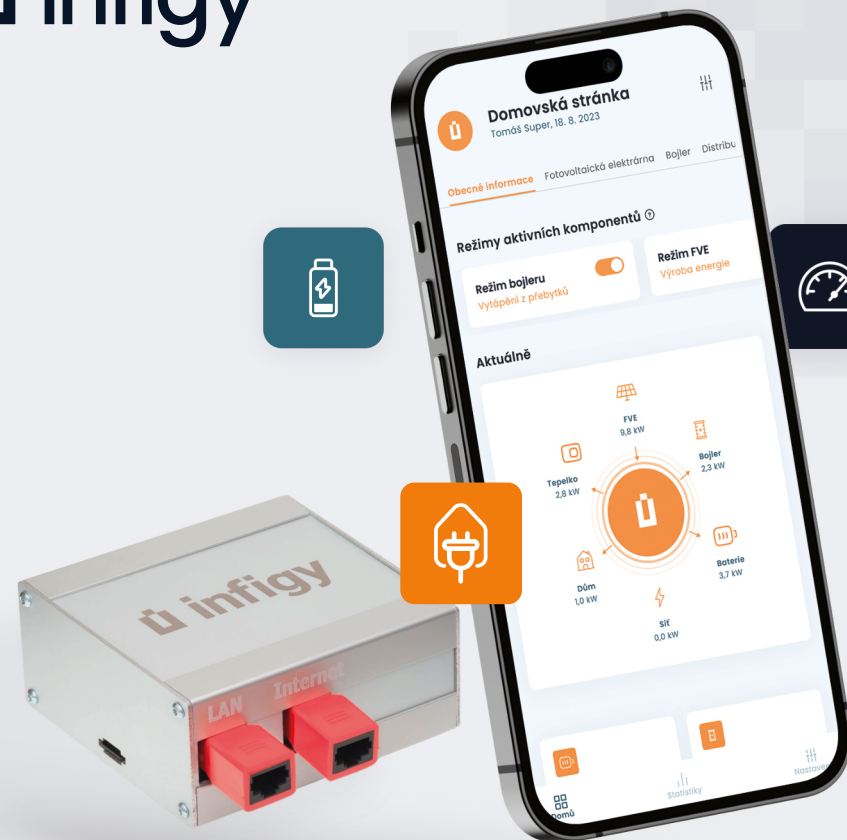 infigy
Domovská stránka
Tomáš Super, 18. 8. 2023
Obecné informace Fotovoltaická elektrárna Bojler Distribu
Režimy aktivních komponentů
Režim bojleru
Vytápění z přebytků
Režim FVE
Výroba energie
Aktuálně
FVE
9,8 kW
Bojler
2,3 kW
Tepelko
2,8 kW
Baterie
3,7 kW
Dům
1,0 kW
Síť
0,0 kW
Domů
Statistiky
Nastaven
infigy
LAN Internet